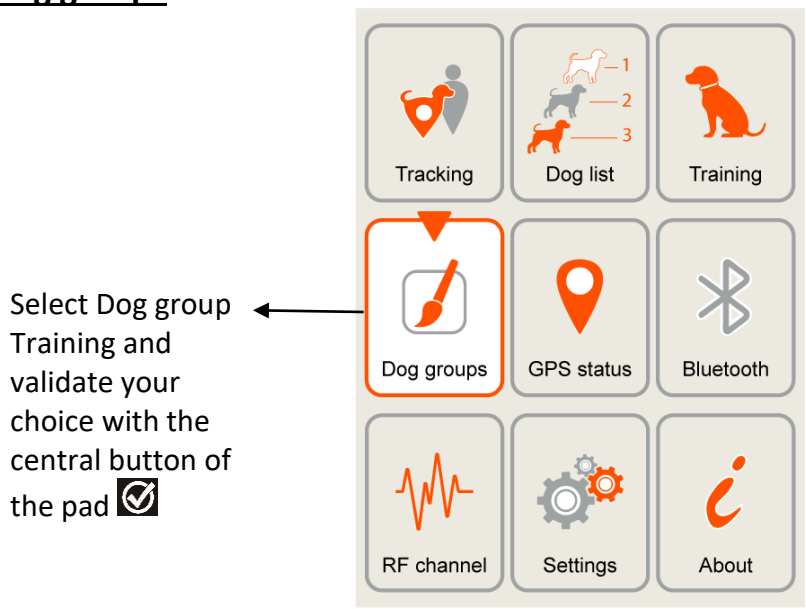 1
2
3
Tracking
Dog list
Training
Select Dog group
Training and
validate your
choice with the
central button of
the pad
Dog groups
GPS status
Bluetooth
RF channel
Settings
About